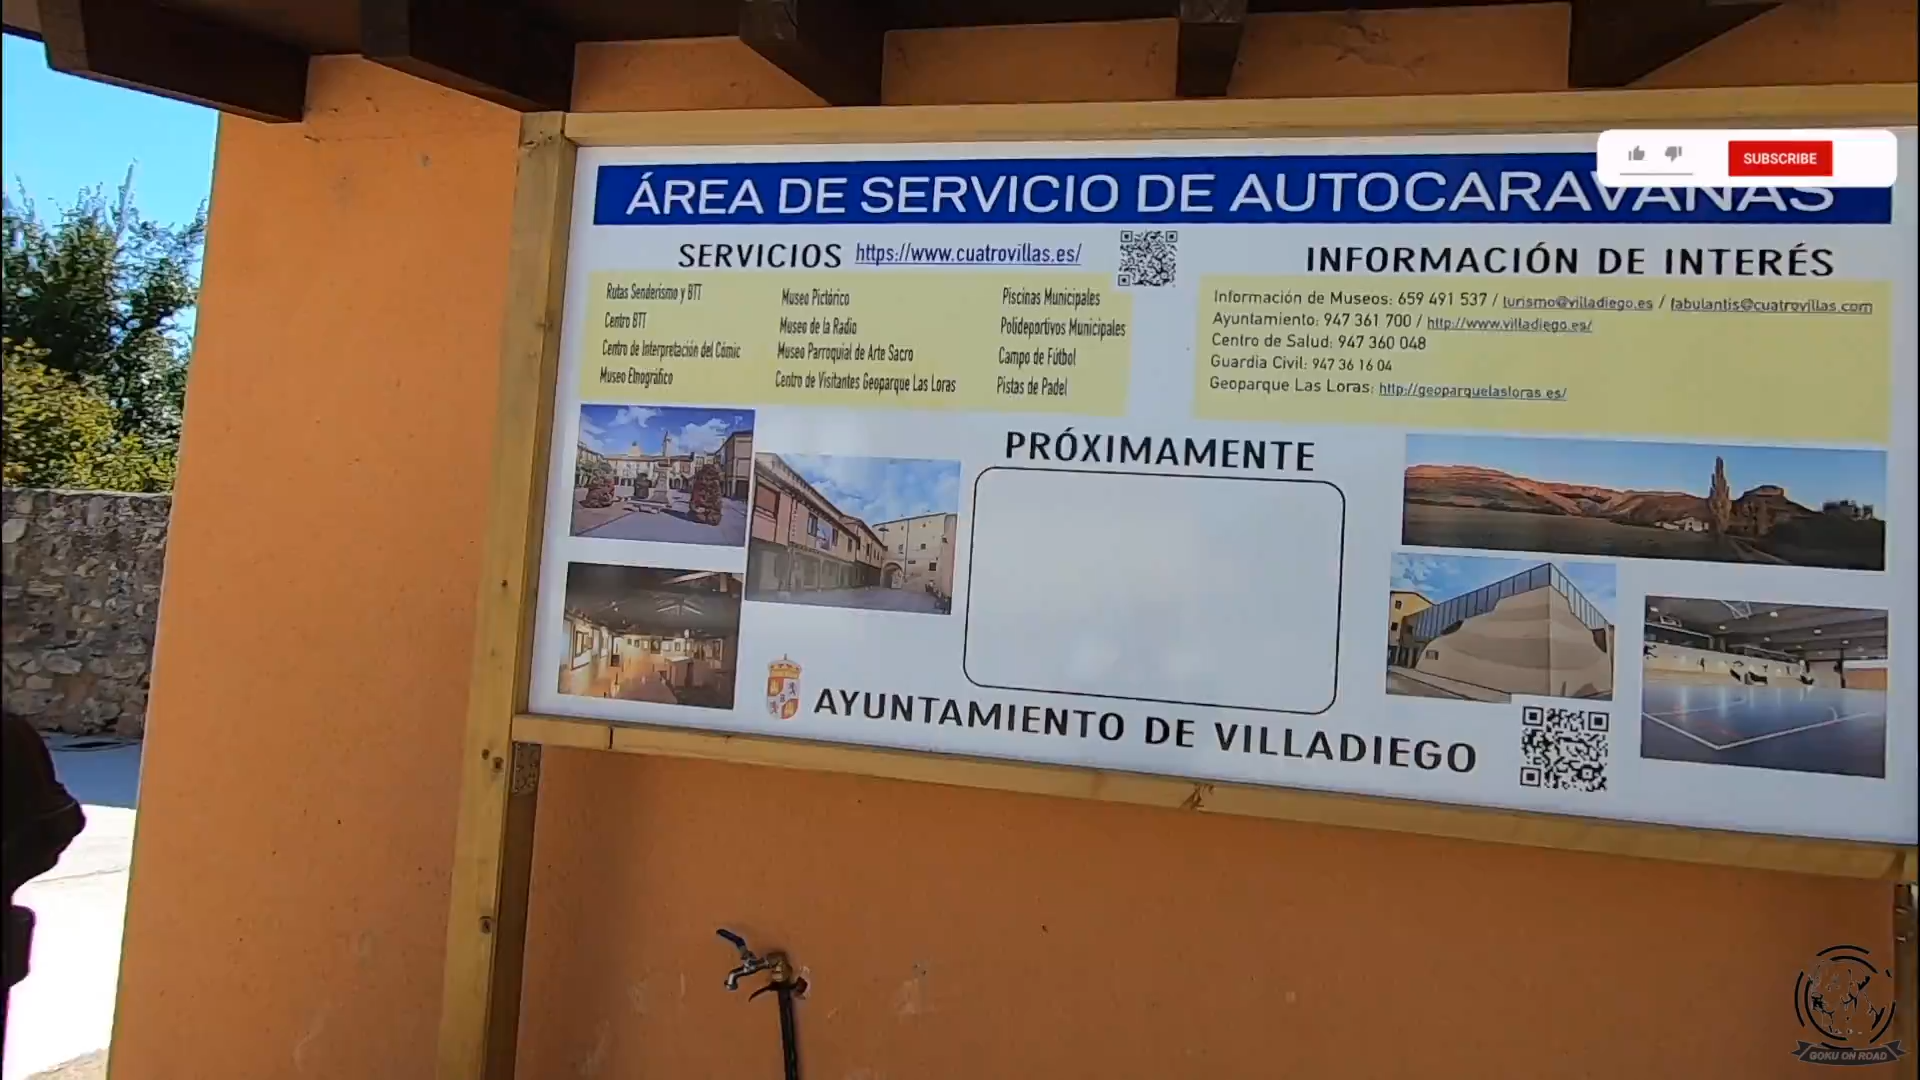 SUBSCRIBE
ÁREA DE SERVICIO DE AUTOCARAVANAS
SERVICIOS https://www.cuatrovillas.es/
Rutas Senderismo y BTT
Centro BTT
Centro de Interpretación del Cómic
Museo Etnográfico
Museo Pictórico
Museo de la Radio
Museo Parroquial de Arte Sacro
Centro de Visitantes Geoparque Las Loras
Piscinas Municipales
Polideportivos Municipales
Campo de Fútbol
Pistas de Padel
INFORMACIÓN DE INTERÉS
Información de Museos: 659 491 537 / turismo@villadiego.es / fabulantis@cuatrovillas.com
Ayuntamiento: 947 361 700 / http://www.villadiego.es/
Centro de Salud: 947 360 048
Guardia Civil: 947 36 16 04
Geoparque Las Loras: http://geoparquelasloras.es/
PRÓXIMAMENTE
AYUNTAMIENTO DE VILLADIEGO
GOKU ON ROAD